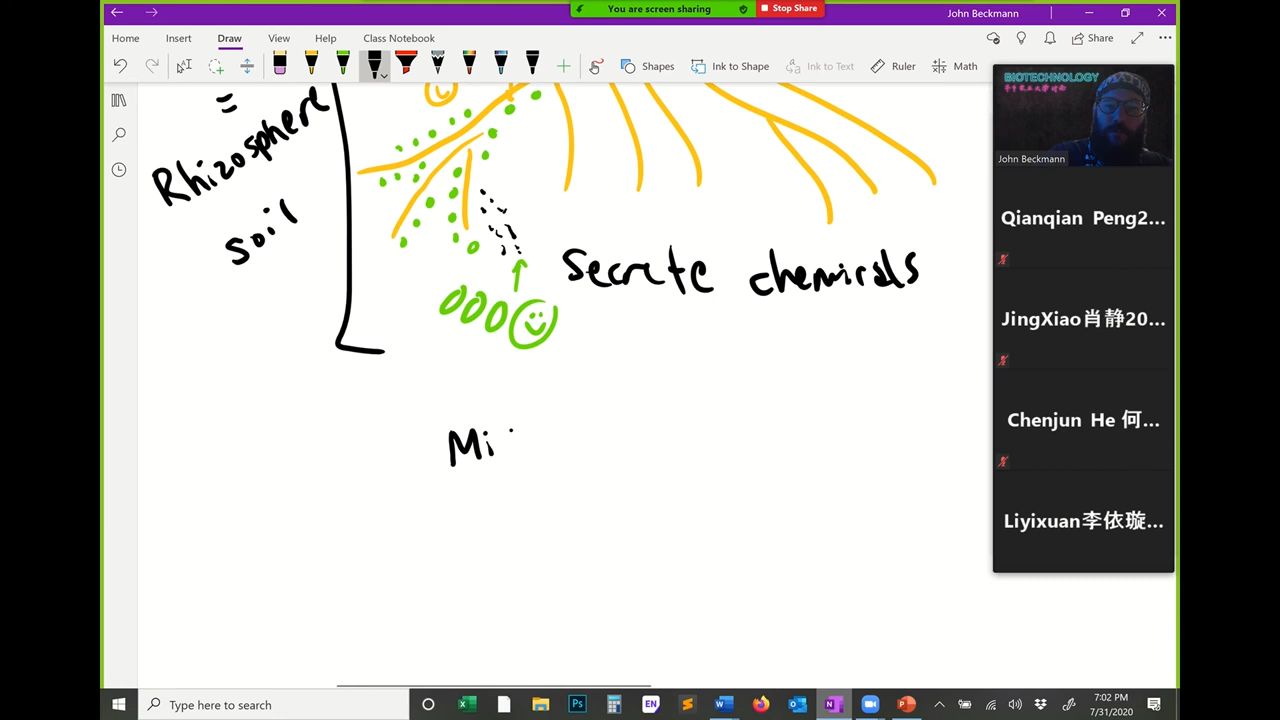 You are screen sharing
Stop Share
John Beckmann
Home Insert Draw View Help Class Notebook
Share
Shapes Ink to Shape Ink to Text Ruler Math
BIOTECHNOLOGY
John Beckmann
=
Rhizosphere
soil
Secrete chemicals
Mi
Qianqian Peng2...
JingXiao肖静20...
Chenjun He 何...
Liyixuan李依璇...
Type here to search
EN
7:02 PM
7/31/2020